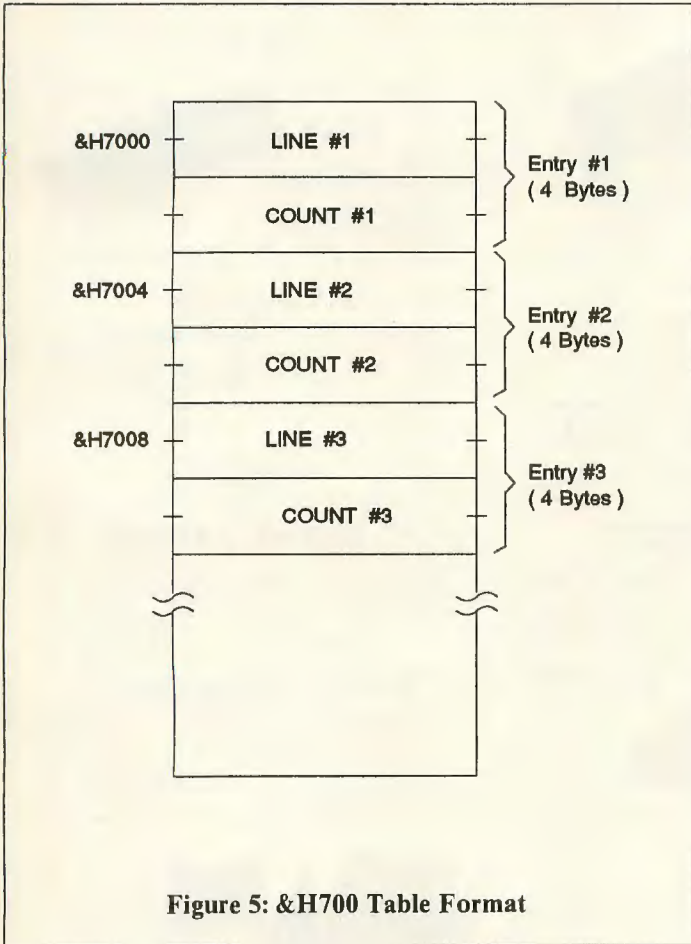 &H7000
LINE #1
Entry #1
( 4 Bytes )
COUNT #1
&H7004
LINE #2
Entry #2
( 4 Bytes )
COUNT #2
&H7008
LINE #3
Entry #3
( 4 Bytes )
COUNT #3
Figure 5: &H700 Table Format